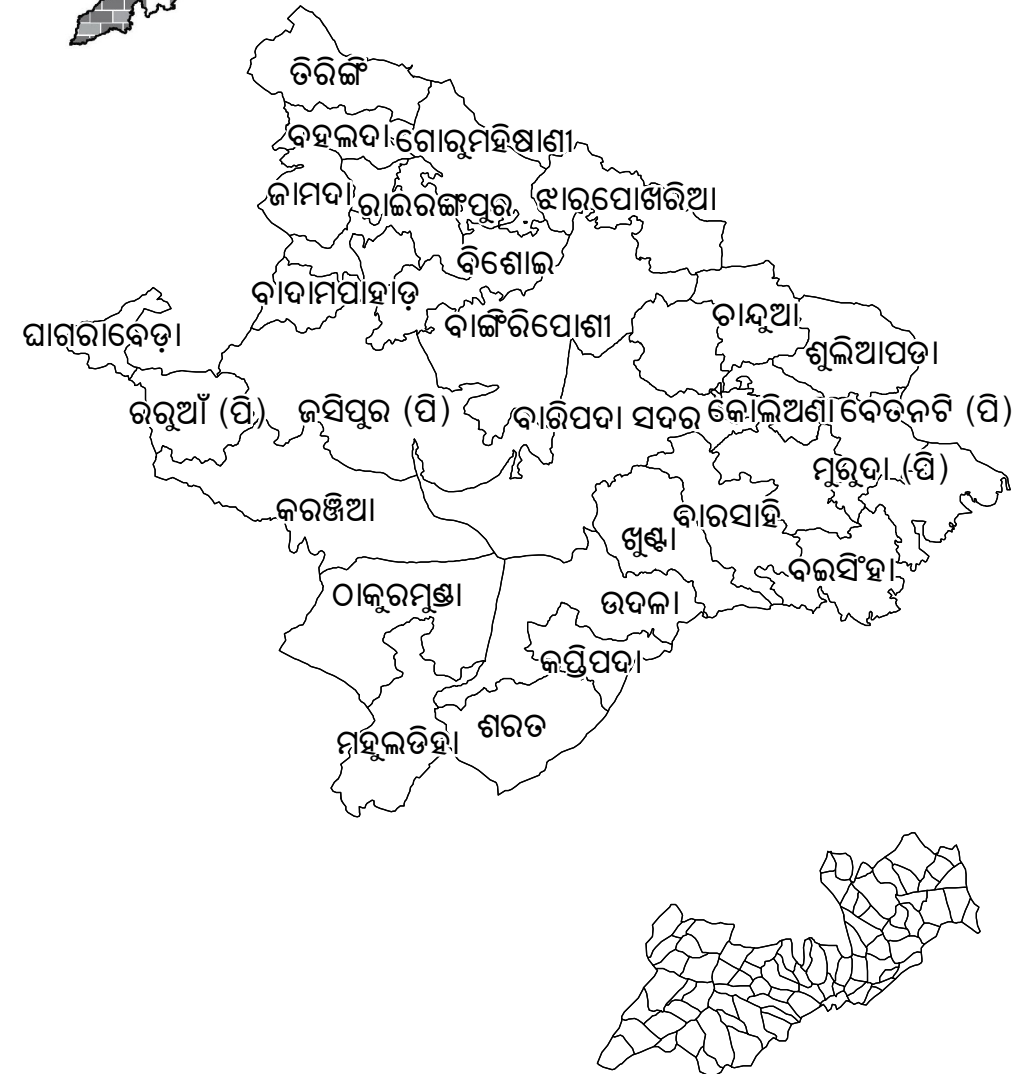 ତିରିଙ୍ଗି
ବହଲଦା
ଗୋରୁମହିଷାଣୀ
ଜାମଦା
ରାଇରଙ୍ଗପୁର
ଝାରପୋଖରିଆ
ବିଶୋଇ
ବାଦାମପାହାଡ଼
ବାଙ୍ଗିରିପୋଶୀ
ଚାନ୍ଦୁଆ
ଘାଗରାବେଡ଼ା
ଶୁଲିଆପଡା
ରରୁଆଁ (ପି)
ଜସିପୁର (ପି)
ବାରିପଦା ସଦର
କୋଲିଅଣା
ବେତନଟି (ପି)
ମୁରୁଦା (ପି)
କରଞ୍ଜିଆ
ବାରସାହି
ଖୁଣ୍ଟା
ବଇସିଂହା
ଠାକୁରମୁଣ୍ଡା
ଉଦଳା
କପ୍ତିପଦା
ଶରତ
ମହୁଲଡିହା